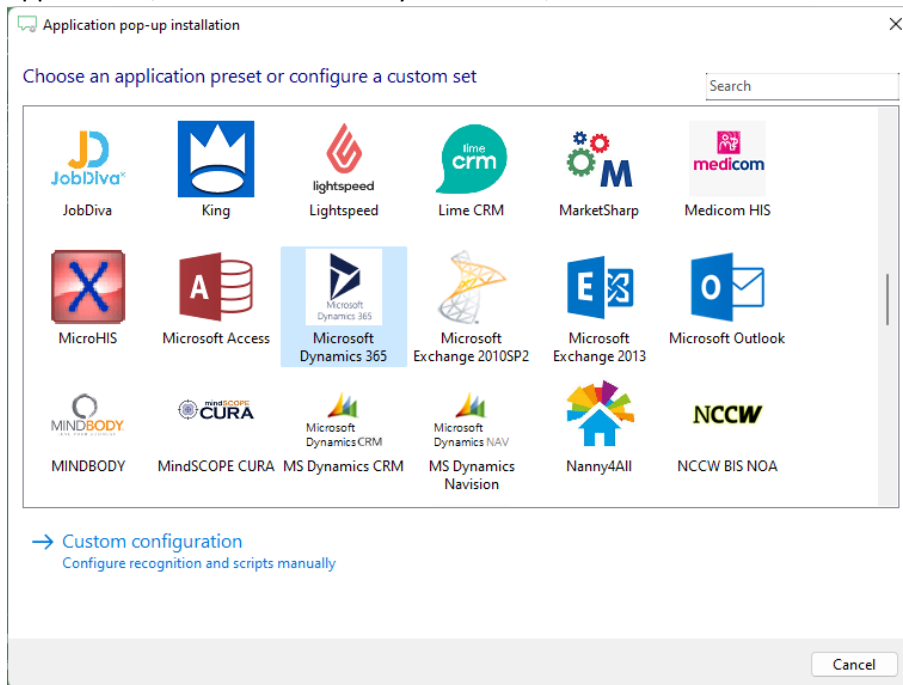 Application pop-up installation
Choose an application preset or configure a custom set
Search
JobDiva
JobDiva
King
lightspeed
Lightspeed
lime
crm
Lime CRM
M
MarketSharp
medicom
Medicom HIS
X
MicroHIS
A
Microsoft Access
Microsoft
Dynamics 365
Microsoft
Dynamics 365
Microsoft
Exchange 2010SP2
E
Microsoft
Exchange 2013
O
Microsoft Outlook
MINDBODY
MINDBODY
mindSCOPE
CURA
MindSCOPE CURA
Microsoft
Dynamics CRM
MS Dynamics CRM
Microsoft
Dynamics NAV
MS Dynamics
Navision
Nanny4All
NCCW
NCCW BIS NOA
Custom configuration
Configure recognition and scripts manually
Cancel